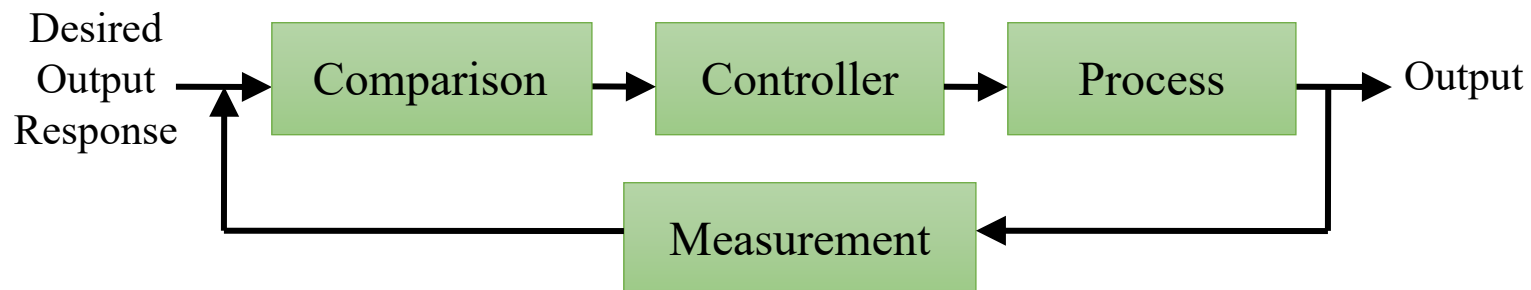 Desired
Output
Response
Comparison
Controller
Process
Output
Measurement